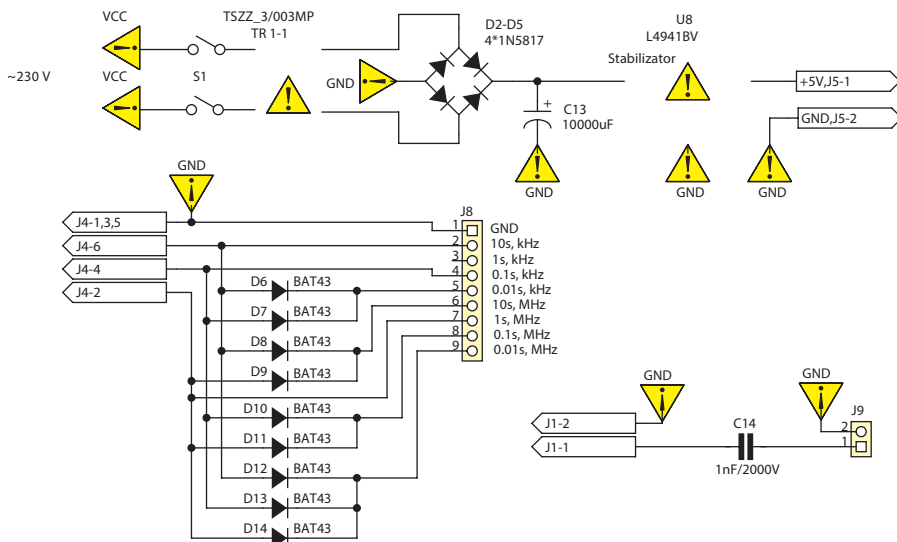 VCC
TSZZ_3/003MP
TR 1-1
D2-D5
4*1N5817
U8
L4941BV
Stabilizator
~230 V
VCC
S1
GND
+5V,J5-1
+
C13
10000uF
GND,J5-2
GND
GND
GND
GND
J8
J4-1,3,5
1
GND
J4-6
2
10s, kHz
3
1s, kHz
J4-4
4
0.1s, kHz
J4-2
D6
BAT43
5
0.01s, kHz
6
10s, MHz
D7
BAT43
7
1s, MHz
8
0.1s, MHz
D8
BAT43
9
0.01s, MHz
D9
BAT43
D10
BAT43
D11
BAT43
D12
BAT43
D13
BAT43
D14
BAT43
GND
GND
J9
J1-2
C14
2
J1-1
1
1nF/2000V